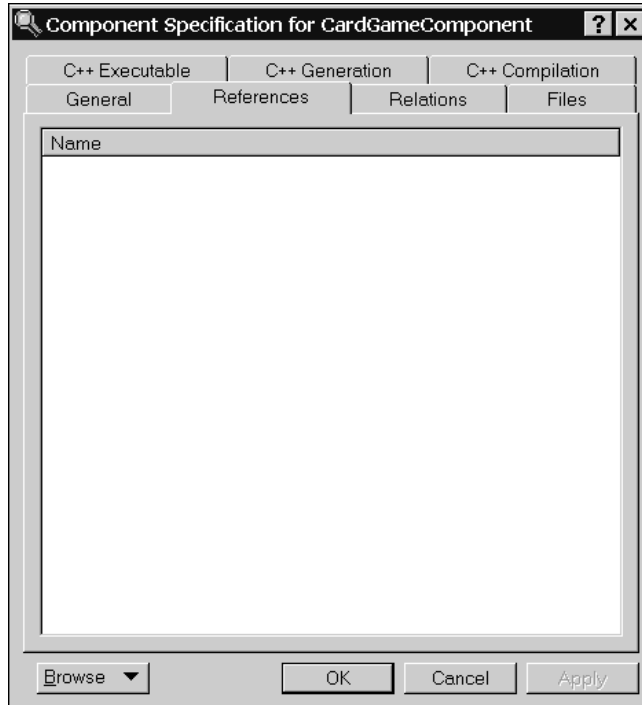 Component Specification for CardGameComponent ? X
C++ Executable C++ Generation C++ Compilation
General References Relations Files
Name
Browse OK Cancel Apply